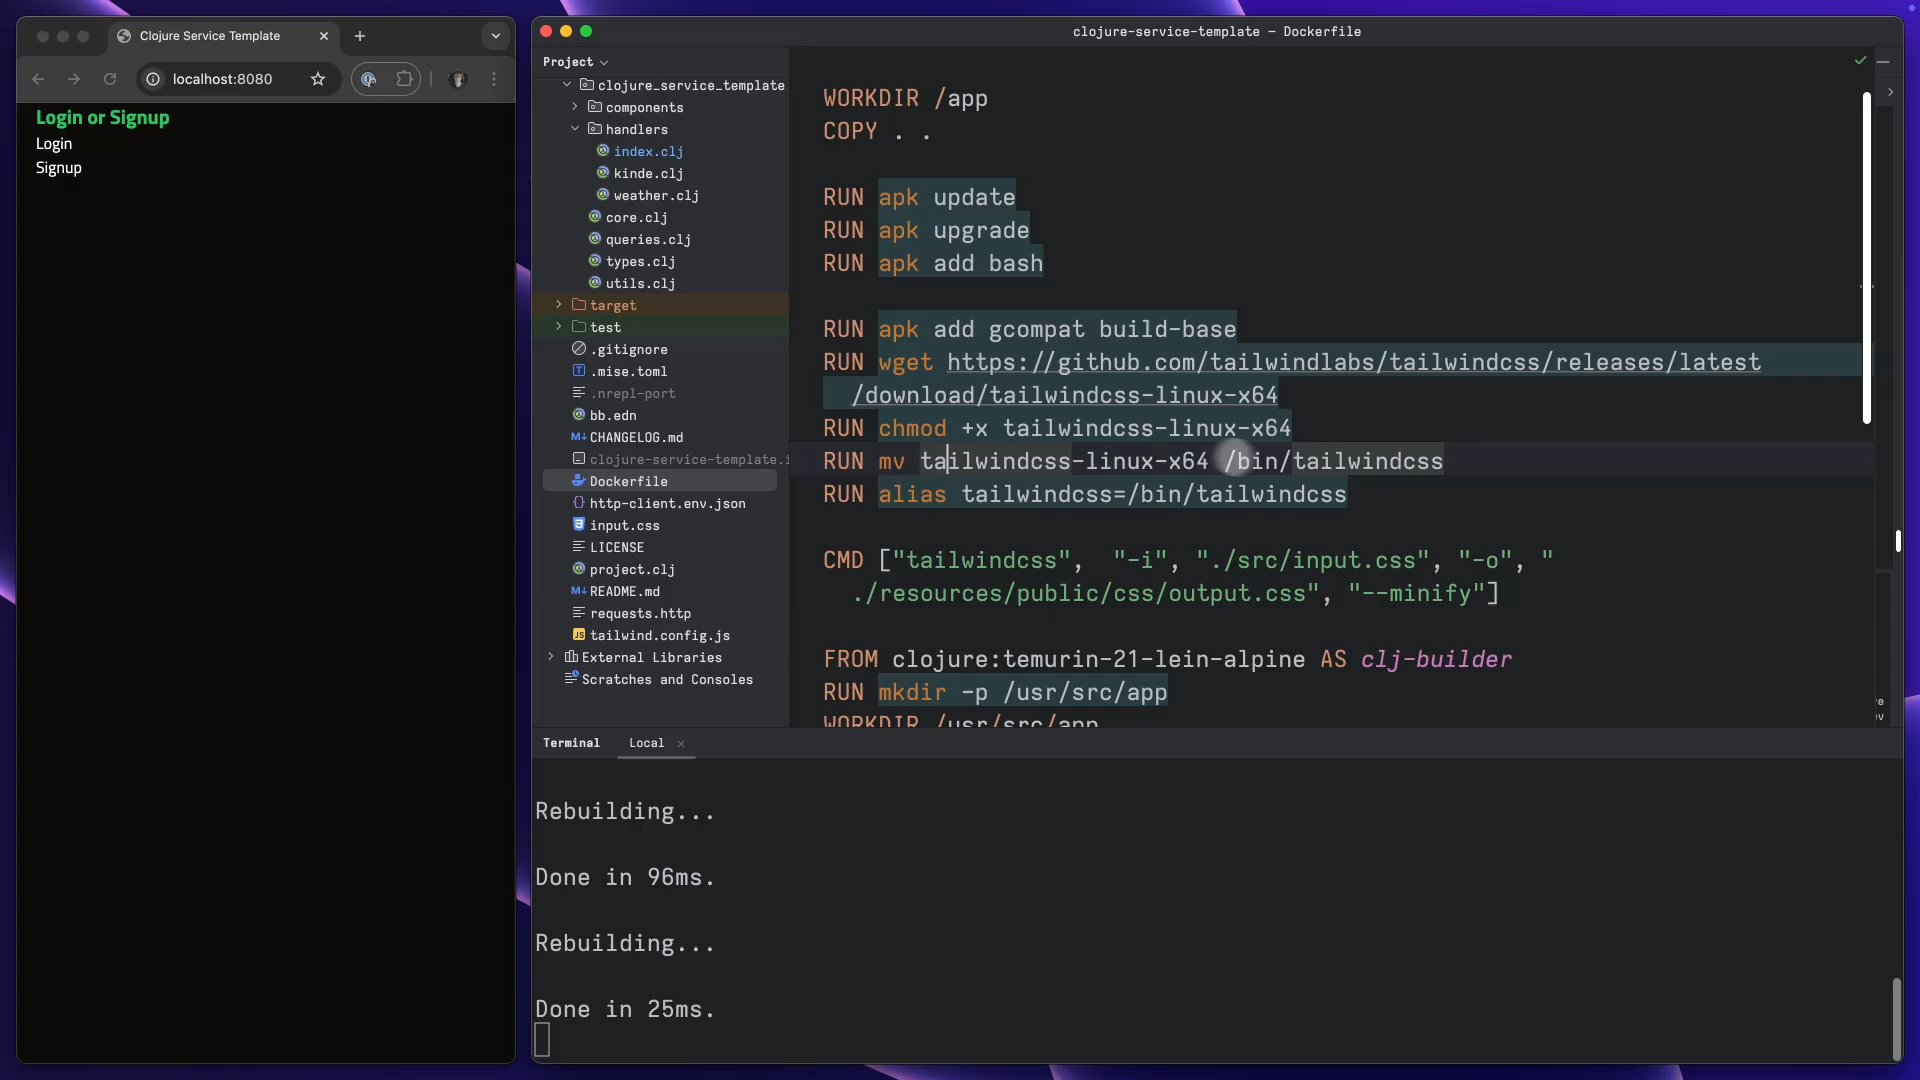 Clojure Service Template
localhost:8080
Login or Signup
Login
Signup
clojure-service-template – Dockerfile
Project
clojure_service_template
components
handlers
index.clj
kinde.clj
weather.clj
core.clj
queries.clj
types.clj
utils.clj
target
test
.gitignore
.mise.toml
.nrepl-port
bb.edn
CHANGELOG.md
clojure-service-template.i
Dockerfile
http-client.env.json
input.css
LICENSE
project.clj
README.md
requests.http
tailwind.config.js
External Libraries
Scratches and Consoles
WORKDIR /app
COPY . .
RUN apk update
RUN apk upgrade
RUN apk add bash
RUN apk add gcompat build-base
RUN wget https://github.com/tailwindlabs/tailwindcss/releases/latest
/download/tailwindcss-linux-x64
RUN chmod +x tailwindcss-linux-x64
RUN mv tailwindcss-linux-x64 /bin/tailwindcss
RUN alias tailwindcss=/bin/tailwindcss
CMD ["tailwindcss",  "-i", "./src/input.css", "-o", "
./resources/public/css/output.css", "--minify"]
FROM clojure:temurin-21-lein-alpine AS clj-builder
RUN mkdir -p /usr/src/app
WORKDIR /usr/src/app
Terminal
Local
Rebuilding...
Done in 96ms.
Rebuilding...
Done in 25ms.